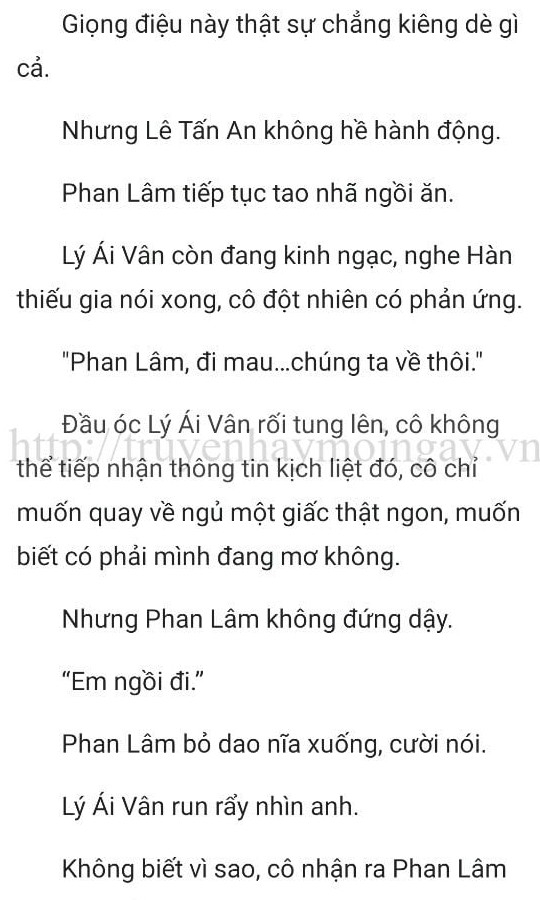 Giọng điệu này thật sự chẳng kiêng dè gì
cả.
Nhưng Lê Tấn An không hề hành động.
Phan Lâm tiếp tục tao nhã ngồi ăn.
Lý Ái Vân còn đang kinh ngạc, nghe Hàn
thiếu gia nói xong, cô đột nhiên có phản ứng.
"Phan Lâm, đi mau...chúng ta về thôi."
Đầu óc Lý Ái Vân rối tung lên, cô không
http://truyenhaymoingay.vn
thể tiếp nhận thông tin kịch liệt đó, cô chỉ
muốn quay về ngủ một giấc thật ngon, muốn
biết có phải mình đang mơ không.
Nhưng Phan Lâm không đứng dậy.
“Em ngồi đi.”
Phan Lâm bỏ dao nĩa xuống, cười nói.
Lý Ái Vân run rẩy nhìn anh.
Không biết vì sao, cô nhận ra Phan Lâm